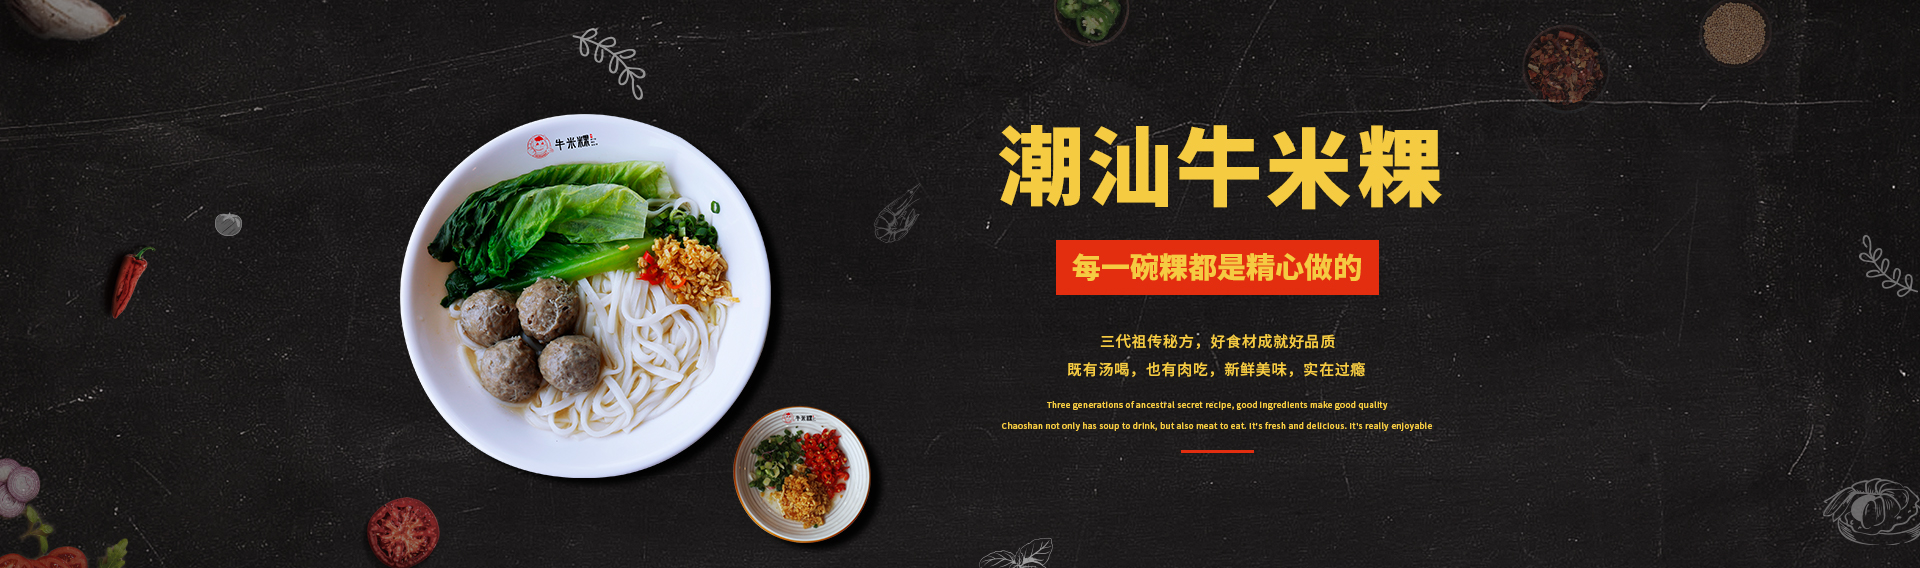 牛米粿
潮汕牛米粿
每一碗粿都是精心做的
三代祖传秘方，好食材成就好品质
既有汤喝，也有肉吃，新鲜美味，实在过瘾
Three generations of ancestral secret recipe, good ingredients make good quality
Chaoshan not only has soup to drink, but also meat to eat. It's fresh and delicious. It's really enjoyable
牛米粿